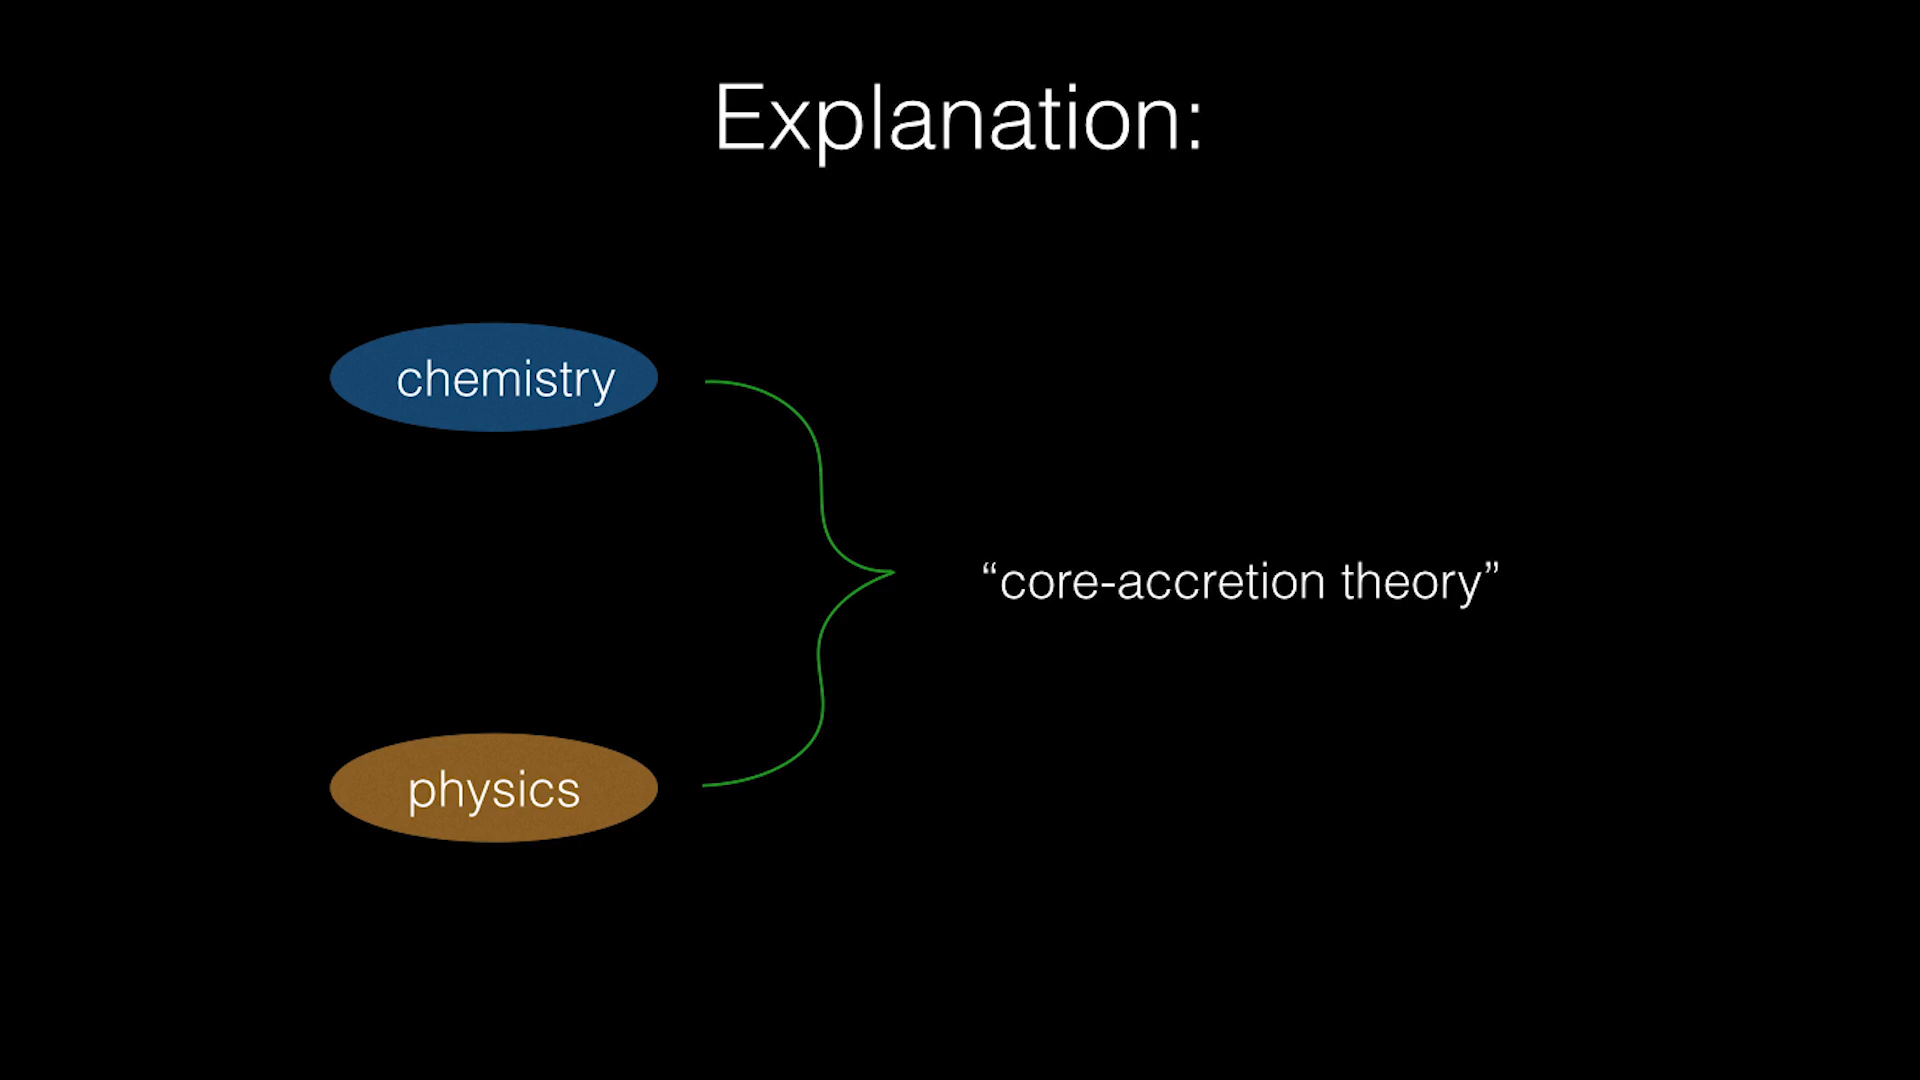 Explanation:
chemistry
“core-accretion theory”
physics